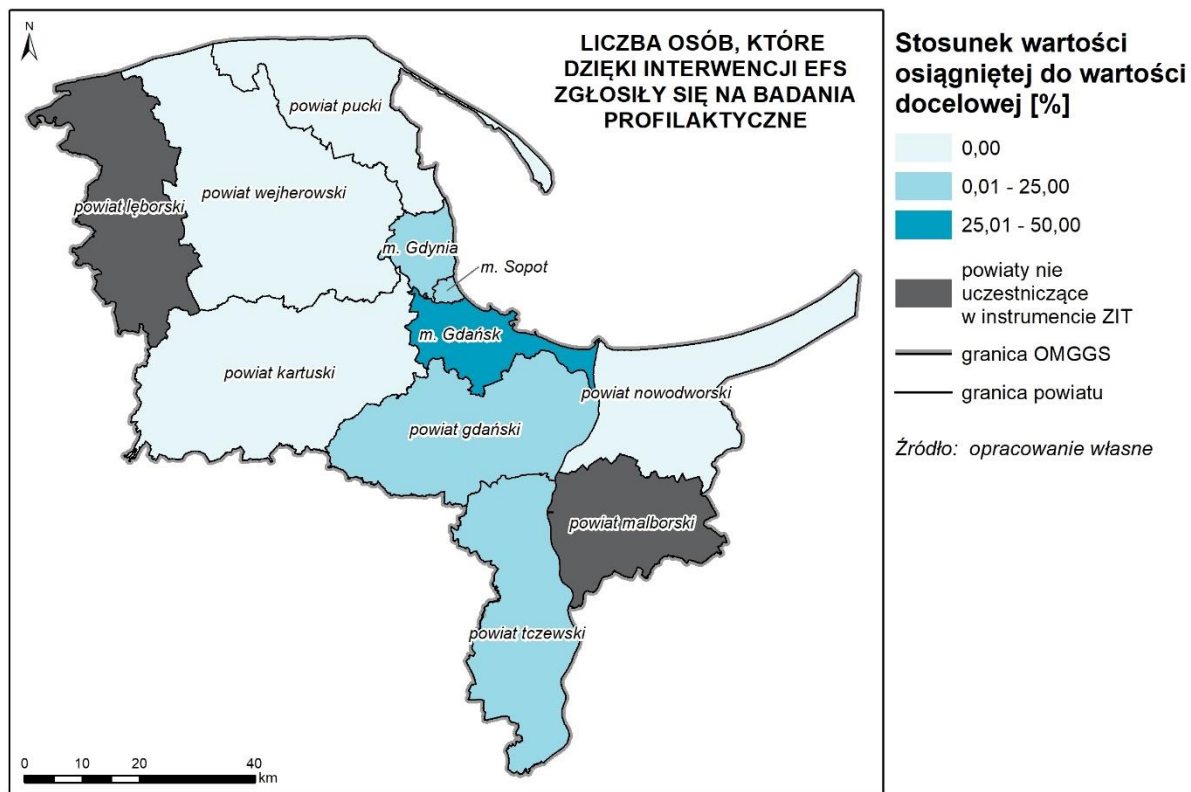 N
LICZBA OSÓB, KTÓRE
DZIĘKI INTERWENCJI EFS
ZGŁOSIŁY SIĘ NA BADANIA
PROFILAKTYCZNE
powiat pucki
powiat wejherowski
powiat lęborski
m. Gdynia
m. Sopot
m. Gdańsk
powiat kartuski
powiat nowodworski
powiat gdański
powiat malborski
powiat tczewski
0 10 20 40
km
Stosunek wartości
osiągniętej do wartości
docelowej [%]
0,00
0,01 - 25,00
25,01 - 50,00
powiaty nie
uczestniczące
w instrumencie ZIT
granica OMGGS
granica powiatu
Źródło: opracowanie własne